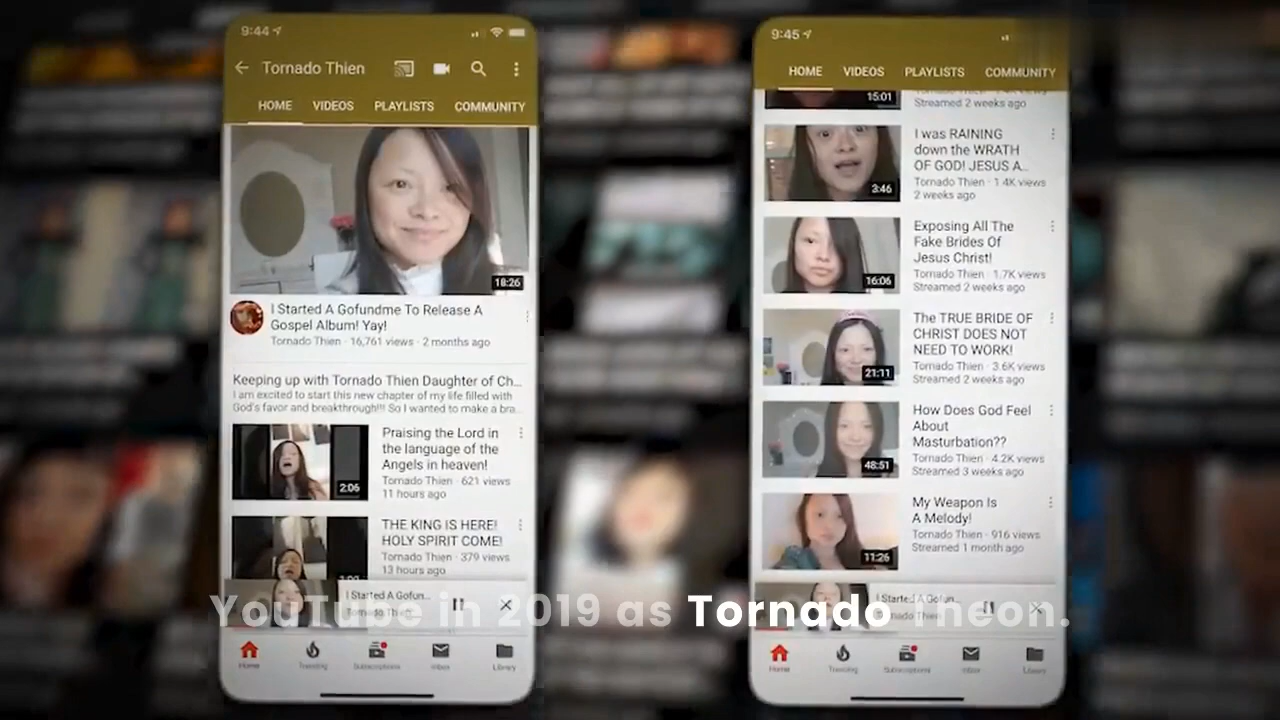 9:44
Tornado Thien
HOME VIDEOS PLAYLISTS COMMUNITY
18:26
I Started A Gofundme To Release A
Gospel Album! Yay!
Tornado Thien · 16,761 views · 2 months ago
Keeping up with Tornado Thien Daughter of Ch...
I am excited to start this new chapter of my life filled with
God's favor and breakthrough!!! So I wanted to make a bra...
Praising the Lord in
the language of the
Angels in heaven!
Tornado Thien · 621 views
11 hours ago
2:06
THE KING IS HERE!
HOLY SPIRIT COME!
Tornado Thien · 379 views
13 hours ago
I Started A Gofun...
Home Trending Subscriptions Inbox Library
9:45
HOME VIDEOS PLAYLISTS COMMUNITY
15:01
Streamed 2 weeks ago
I was RAINING
down the WRATH
OF GOD! JESUS A...
Tornado Thien · 1.4K views
2 weeks ago
3:46
Exposing All The
Fake Brides Of
Jesus Christ!
Tornado Thien · 1.7K views
Streamed 2 weeks ago
16:06
The TRUE BRIDE OF
CHRIST DOES NOT
NEED TO WORK!
Tornado Thien · 3.6K views
Streamed 2 weeks ago
21:11
How Does God Feel
About
Masturbation??
Tornado Thien · 4.2K views
Streamed 3 weeks ago
48:51
My Weapon Is
A Melody!
Tornado Thien · 916 views
Streamed 1 month ago
11:26
I Started A Gofun...
Home Trending Subscriptions Inbox Library
YouTube in 2019 as Tornado neon.